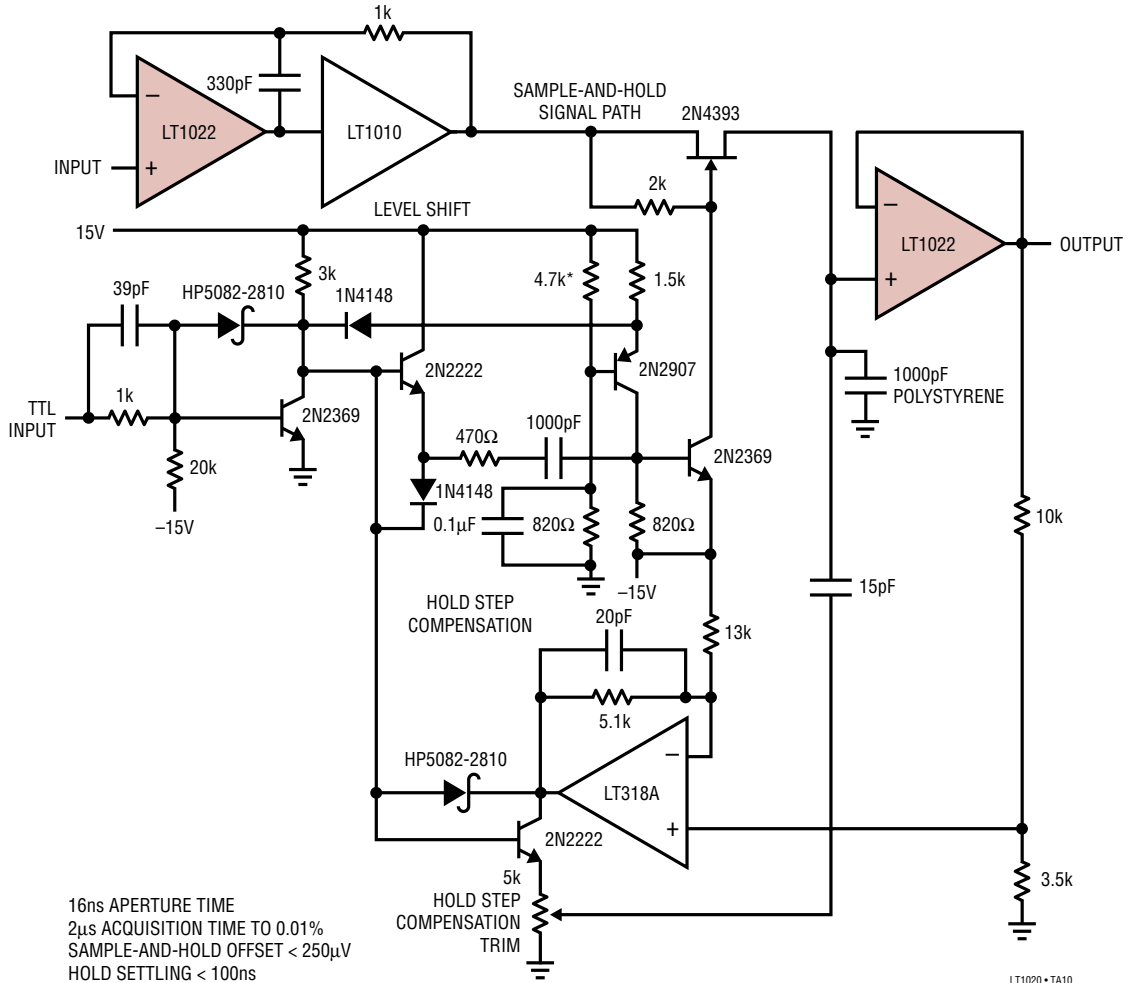 1k
330pF
−
LT1022
LT1010
INPUT
+
SAMPLE-AND-HOLD
SIGNAL PATH
2N4393
2k
LEVEL SHIFT
15V
−
LT1022
OUTPUT
+
3k
4.7k*
1.5k
39pF
HP5082-2810
1N4148
2N2222
2N2907
1000pF
POLYSTYRENE
1k
TTL
INPUT
2N2369
470Ω
1000pF
2N2369
20k
−15V
1N4148
0.1µF
820Ω
820Ω
−15V
10k
HOLD STEP
COMPENSATION
20pF
13k
15pF
5.1k
HP5082-2810
−
LT318A
+
2N2222
5k
HOLD STEP
COMPENSATION
TRIM
3.5k
16ns APERTURE TIME
2µs ACQUISITION TIME TO 0.01%
SAMPLE-AND-HOLD OFFSET < 250µV
HOLD SETTLING < 100ns
LT1020 • TA10